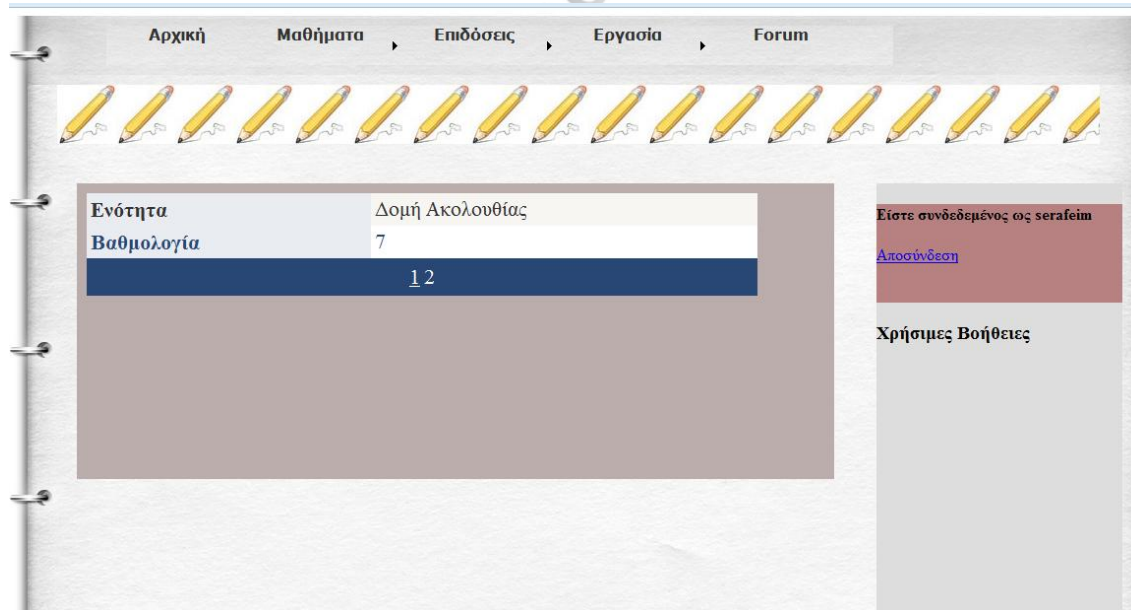 Αρχική Μαθήματα Επιδόσεις Εργασία Forum
Ενότητα Δομή Ακολουθίας
Βαθμολογία 7
1 2
Είστε συνδεδεμένος ως serafeim
Αποσύνδεση
Χρήσιμες Βοήθειες